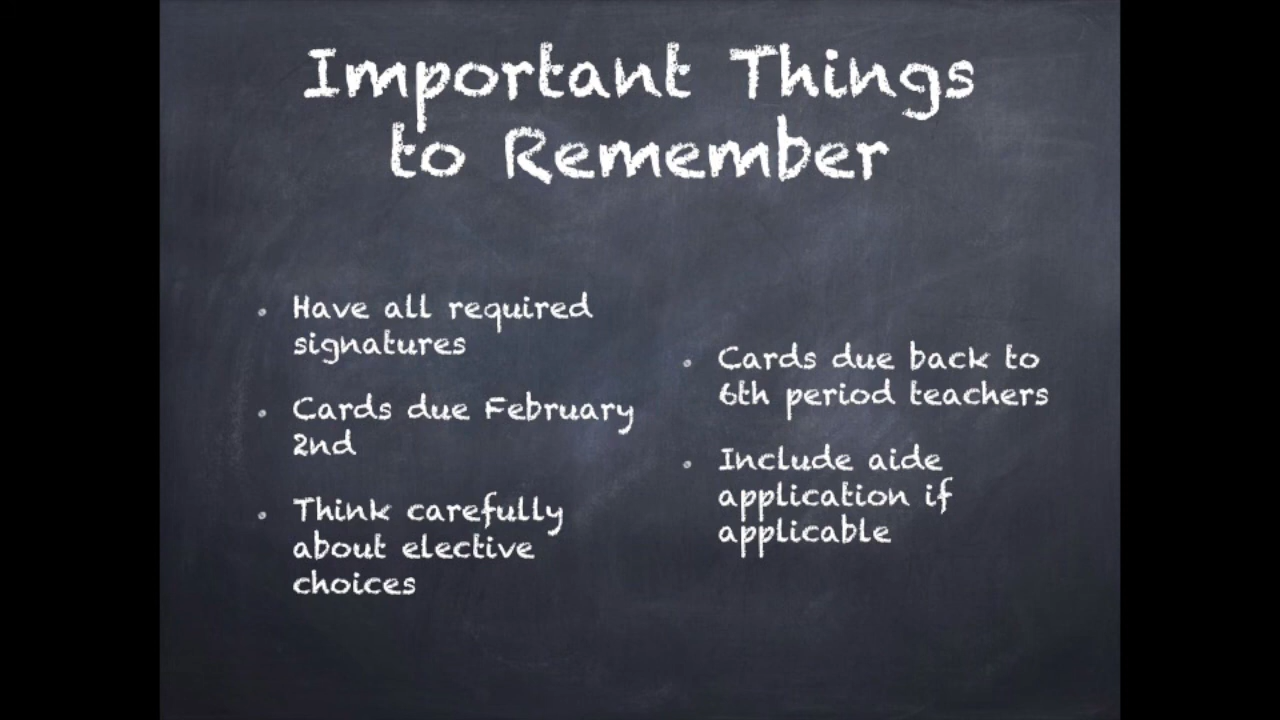 Important Things
to Remember
Have all required
signatures
Cards due February
2nd
Think carefully
about elective
choices
Cards due back to
6th period teachers
Include aide
application if
applicable